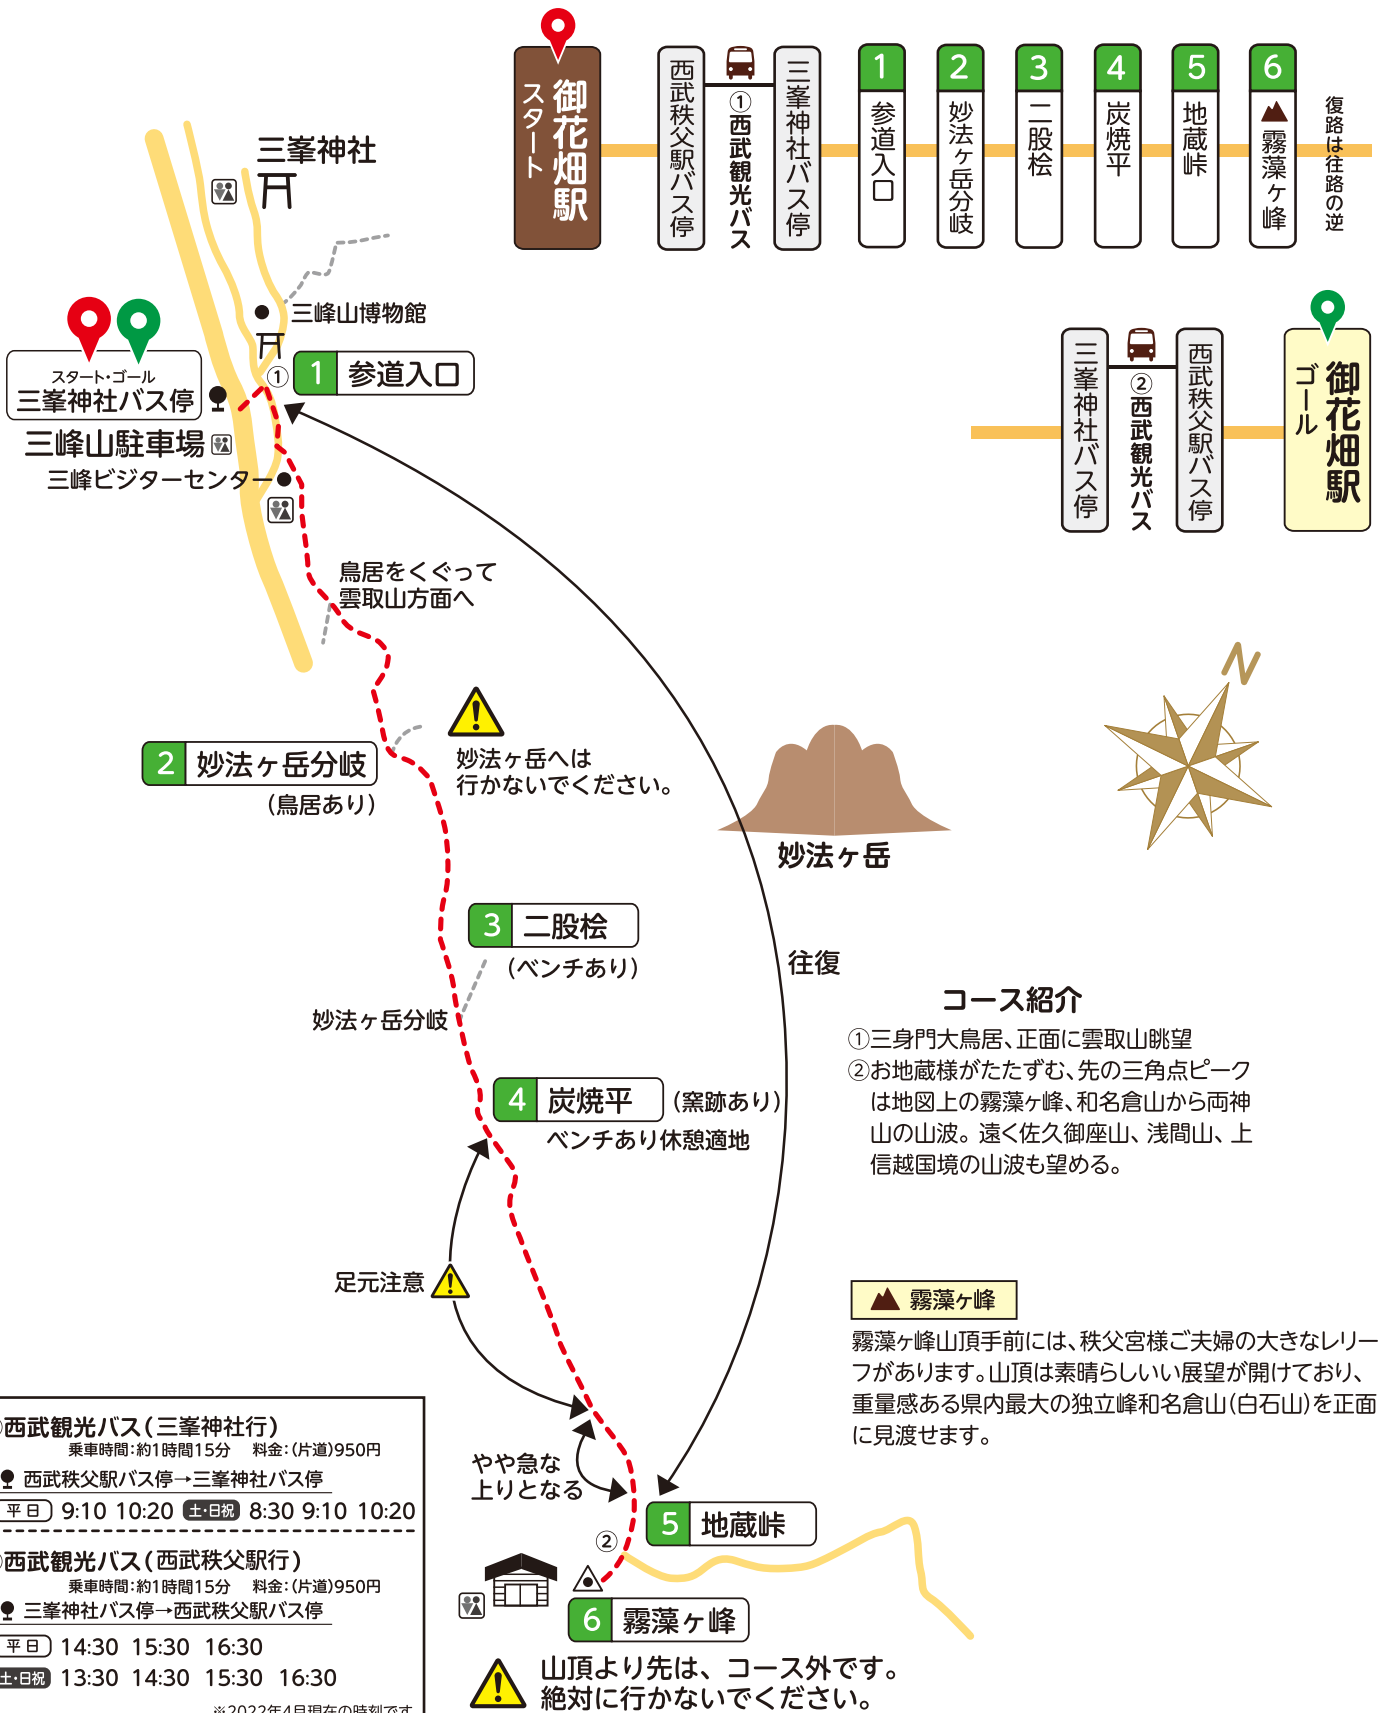 御花畑駅
スタート
西武秩父駅バス停
①西武観光バス
三峯神社バス停
1 参道入口
2 妙法ヶ岳分岐
3 二股桧
4 炭焼平
5 地蔵峠
6 霧藻ヶ峰
復路は往路の逆
三峯神社バス停
②西武観光バス
西武秩父駅バス停
御花畑駅
ゴール
三峯神社
三峰山博物館
スタート・ゴール
三峯神社バス停
①
1 参道入口
三峰山駐車場
三峰ビジターセンター
鳥居をくぐって
雲取山方面へ
N
2 妙法ヶ岳分岐
(鳥居あり)
妙法ヶ岳へは
行かないでください。
妙法ヶ岳
3 二股桧
(ベンチあり)
妙法ヶ岳分岐
往復
4 炭焼平 (窯跡あり)
ベンチあり休憩適地
コース紹介
①三身門大鳥居、正面に雲取山眺望
②お地蔵様がたたずむ、先の三角点ピーク
は地図上の霧藻ヶ峰、和名倉山から両神
山の山波。遠く佐久御座山、浅間山、上
信越国境の山波も望める。
足元注意
霧藻ヶ峰
霧藻ヶ峰山頂手前には、秩父宮様ご夫婦の大きなレリー
フがあります。山頂は素晴らしいい展望が開けており、
重量感ある県内最大の独立峰和名倉山(白石山)を正面
に見渡せます。
やや急な
上りとなる
5 地蔵峠
②
6 霧藻ヶ峰
山頂より先は、コース外です。
絶対に行かないでください。
西武観光バス(三峯神社行)
乗車時間:約1時間15分 料金:(片道)950円
西武秩父駅バス停→三峯神社バス停
平日 9:10 10:20 土・日祝 8:30 9:10 10:20
西武観光バス(西武秩父駅行)
乗車時間:約1時間15分 料金:(片道)950円
三峯神社バス停→西武秩父駅バス停
平日 14:30 15:30 16:30
土・日祝 13:30 14:30 15:30 16:30
※2022年4月現在の時刻です